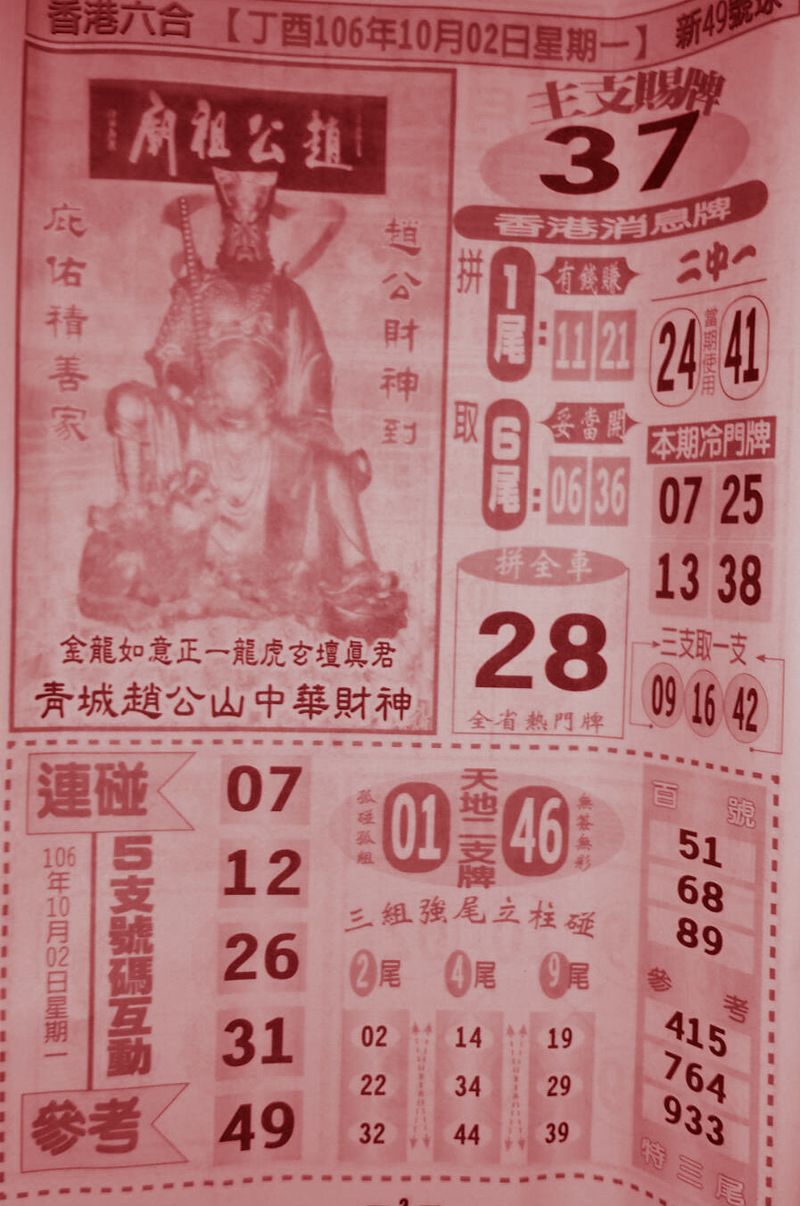 香港六合 【丁酉106年10月02日星期一】 新49號球
趙公祖廟
趙公財神到
庇佑積善家
金龍如意正一龍虎玄壇真君
青城趙公山中華財神
主支賜牌
37
香港消息牌
拼 1尾： 有錢賺
11 21
取 6尾： 妥當開
06 36
拼全車
28
全省熱門牌
二中一
24 當期使用 41
本期冷門牌
07 25
13 38
三支取一支
09 16 42
連碰
5支號碼互動
106年10月02日星期一
參考
07
12
26
31
49
孤碰孤組 01 天地二支牌 46 無簽無影
三組強尾立柱碰
2尾 4尾 9尾
02 14 19
22 34 29
32 44 39
百號
51
68
89
參考
415
764
933
特三尾